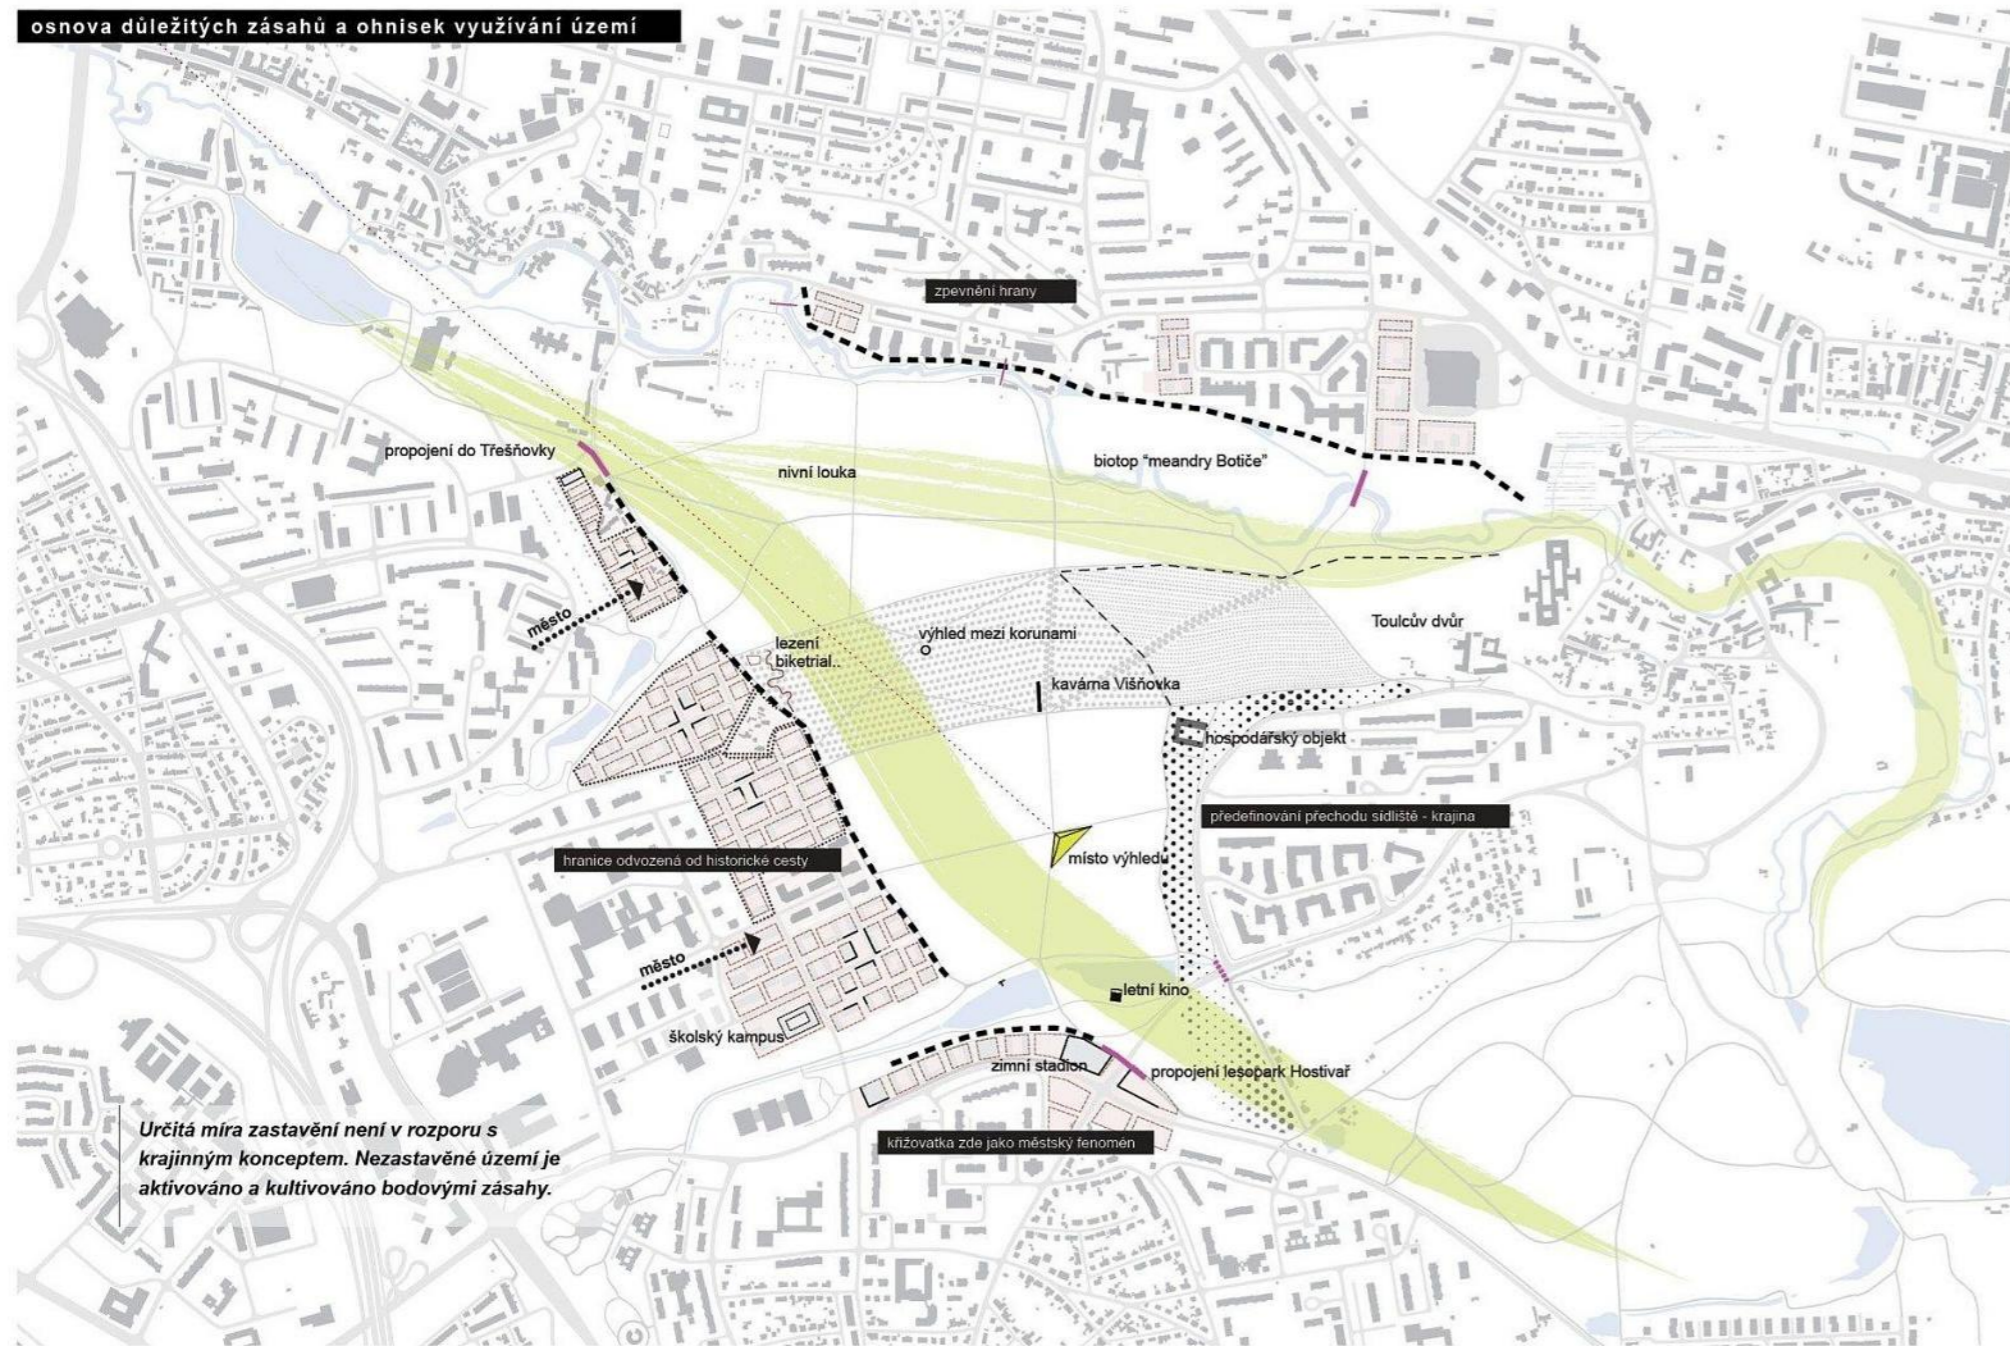 osnova důležitých zásahů a ohnisek využívání území
zpevnění hrany
propojení do Třešňovky
nivní louka
biotop "meandry Botiče"
město
lezení
biketrial..
výhled mezi korunami
Toulcův dvůr
kavárna Višňovka
hospodářský objekt
předefinování přechodu sídliště - krajina
hranice odvozená od historické cesty
místo výhledu
město
letní kino
školský kampus
zimní stadion
propojení lesopark Hostivař
křižovatka zde jako městský fenomén
Určitá míra zastavění není v rozporu s
krajinným konceptem. Nezastavěné území je
aktivováno a kultivováno bodovými zásahy.